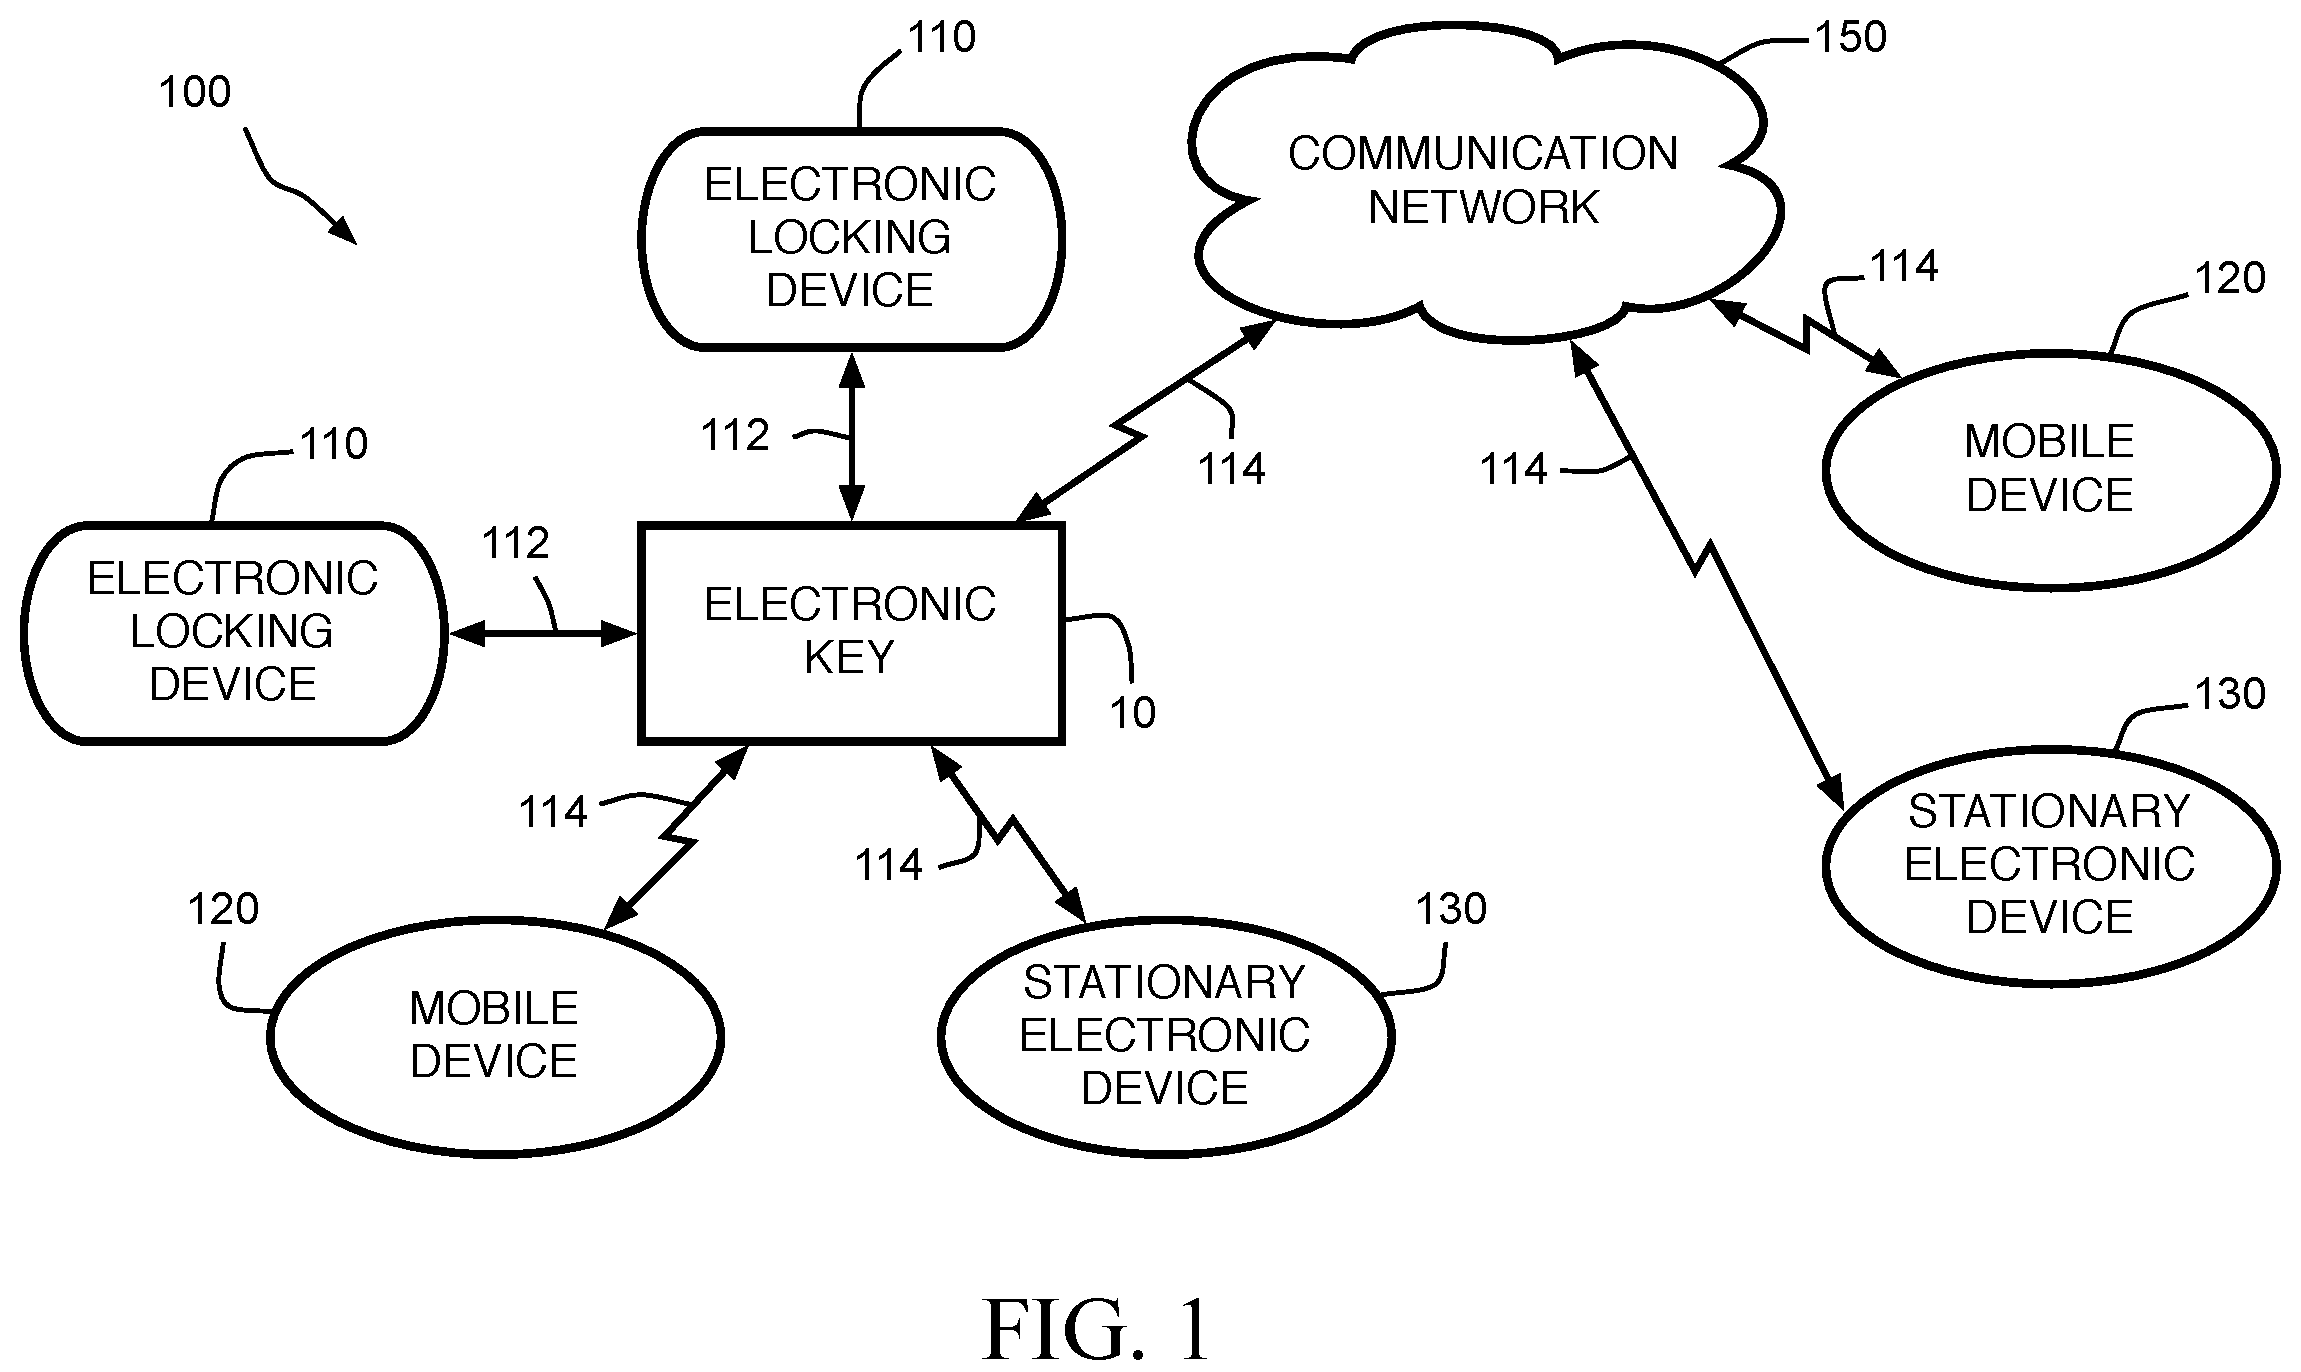 110
150
100
COMMUNICATION
NETWORK
ELECTRONIC
LOCKING
DEVICE
114
120
112
114
114
110
MOBILE
DEVICE
112
ELECTRONIC
LOCKING
DEVICE
ELECTRONIC
KEY
10
130
114
114
STATIONARY
ELECTRONIC
DEVICE
120
130
MOBILE
DEVICE
STATIONARY
ELECTRONIC
DEVICE
FIG. 1